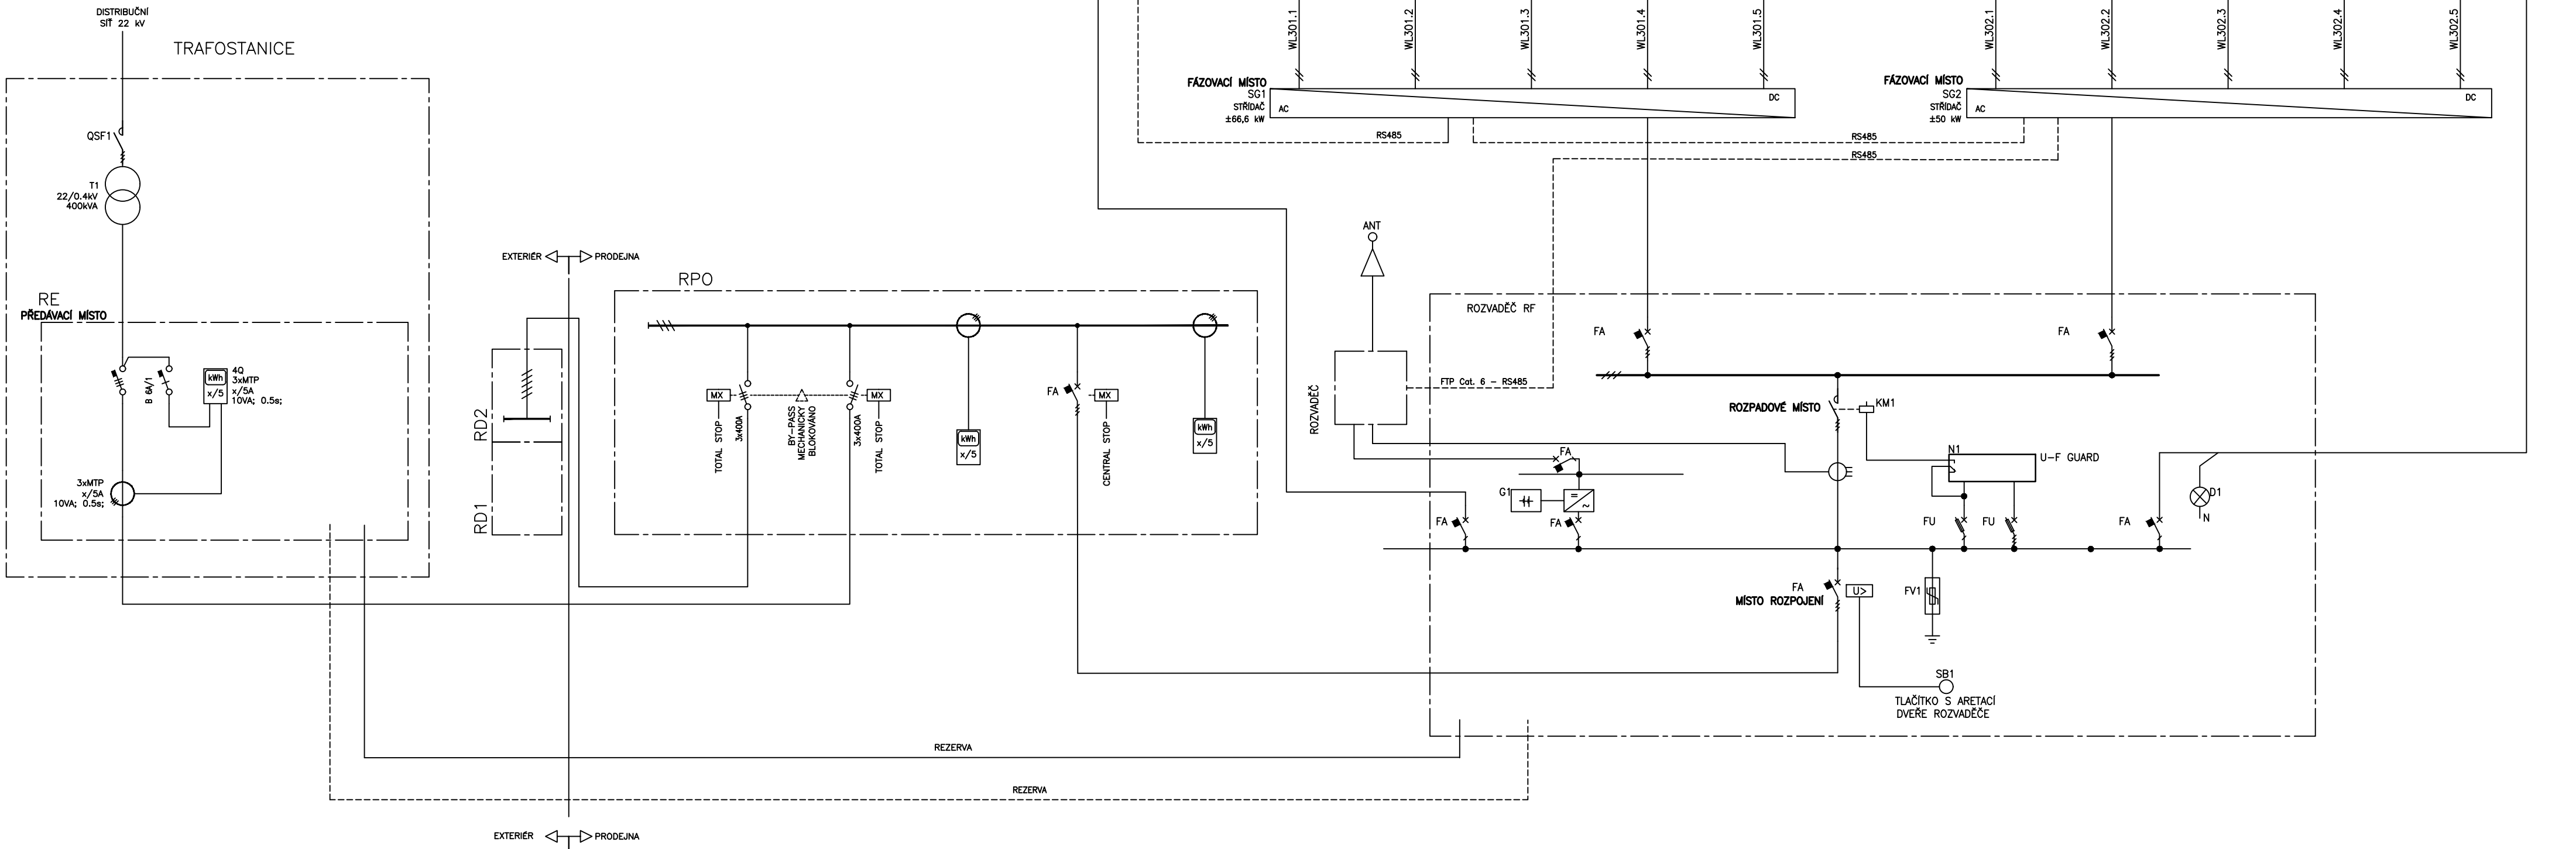 DISTRIBUČNÍ
SÍŤ 22 kV
TRAFOSTANICE
QSF1
T1
22/0.4kV
400kVA
RE
PŘEDÁVACÍ MÍSTO
B 6A/1
kWh
x/5
4Q
3xMTP
x/5A
10VA; 0.5s;
3xMTP
x/5A
10VA; 0.5s;
EXTERIÉR
PRODEJNA
RD2
RD1
RPO
MX
TOTAL STOP
3x400A
BY-PASS
MECHANICKY
BLOKOVÁNO
3x400A
MX
TOTAL STOP
kWh
x/5
FA
MX
CENTRAL STOP
kWh
x/5
WL301.1
WL301.2
WL301.3
WL301.4
WL301.5
FÁZOVACÍ MÍSTO
SG1
STŘÍDAČ
±66,6 kW
AC
DC
WL302.1
WL302.2
WL302.3
WL302.4
WL302.5
FÁZOVACÍ MÍSTO
SG2
STŘÍDAČ
±50 kW
AC
DC
RS485
RS485
RS485
ANT
ROZVADĚČ
FTP Cat. 6 – RS485
ROZVADĚČ RF
FA
FA
ROZPADOVÉ MÍSTO
KM1
N1
U-F GUARD
FA
G1
FA
FA
FU
FU
FA
D1
N
FA
MÍSTO ROZPOJENÍ
U>
FV1
SB1
TLAČÍTKO S ARETACÍ
DVEŘE ROZVADĚČE
REZERVA
REZERVA
EXTERIÉR
PRODEJNA